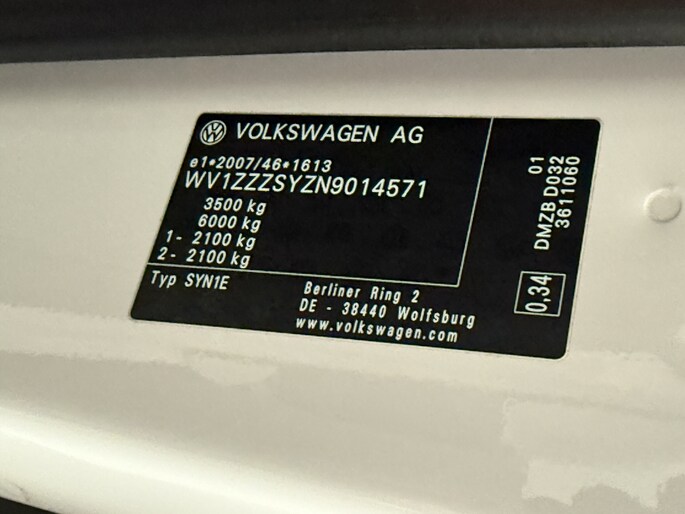 VOLKSWAGEN AG
e1*2007/46*1613
WV1ZZZSYZN9014571
3500 kg
6000 kg
1- 2100 kg
2- 2100 kg
Typ SYN1E
Berliner Ring 2
DE - 38440 Wolfsburg
www.volkswagen.com
01
DMZB D032
3611060
0,34